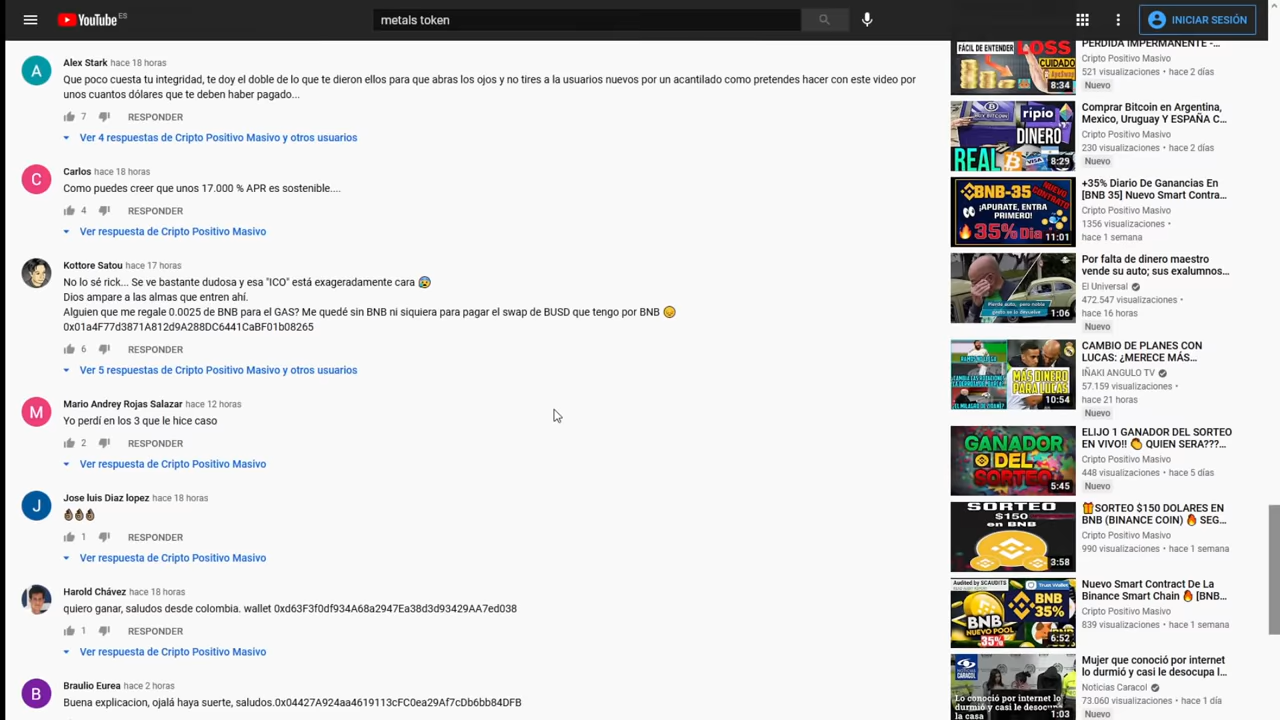 YouTube ES
metals token
INICIAR SESIÓN
Alex Stark hace 18 horas
Que poco cuesta tu integridad, te doy el doble de lo que te dieron ellos para que abras los ojos y no tires a la usuarios nuevos por un acantilado como pretendes hacer con este video por
unos cuantos dólares que te deben haber pagado...
7 RESPONDER
Ver 4 respuestas de Cripto Positivo Masivo y otros usuarios
Carlos hace 18 horas
Como puedes creer que unos 17.000 % APR es sostenible....
4 RESPONDER
Ver respuesta de Cripto Positivo Masivo
Kottore Satou hace 17 horas
No lo sé rick... Se ve bastante dudosa y esa "ICO" está exageradamente cara 😰
Dios ampare a las almas que entren ahí.
Alguien que me regale 0.0025 de BNB para el GAS? Me quedé sin BNB ni siquiera para pagar el swap de BUSD que tengo por BNB 😞
0x01a4F77d3871A812d9A288DC6441CaBF01Db8265
6 RESPONDER
Ver 5 respuestas de Cripto Positivo Masivo y otros usuarios
M
Mario Andrey Rojas Salazar hace 12 horas
Yo perdí en los 3 que le hice caso
2 RESPONDER
Ver respuesta de Cripto Positivo Masivo
J
Jose luis Diaz lopez hace 18 horas
1 RESPONDER
Ver respuesta de Cripto Positivo Masivo
Harold Chávez hace 18 horas
quiero ganar, saludos desde colombia. wallet 0xd63F3f0df934A68a2947Ea38d3d93429AA7ed038
1 RESPONDER
Ver respuesta de Cripto Positivo Masivo
B
Braulio Eurea hace 2 horas
Buena explicacion, ojalá haya suerte, saludos.0x04427A924aa4619113cFC0ea29Af7cDb6bb84DFB
FÁCIL DE ENTENDER LOSS
CUIDADO
8:34
PERDIDA IMPERMANENTE -...
Cripto Positivo Masivo
521 visualizaciones • hace 2 días
Nuevo
ripio
DINERO
REAL
8:29
Comprar Bitcoin en Argentina,
Mexico, Uruguay Y ESPAÑA C...
Cripto Positivo Masivo
230 visualizaciones • hace 2 días
Nuevo
BNB-35
NUEVO CONTRATO
¡APURATE, ENTRA
PRIMERO!
35% Dia
11:01
+35% Diario De Ganancias En
[BNB 35] Nuevo Smart Contra...
Cripto Positivo Masivo
1356 visualizaciones •
hace 1 semana
1:06
Por falta de dinero maestro
vende su auto; sus exalumnos...
El Universal
472.547 visualizaciones •
hace 16 horas
Nuevo
MÁS DINERO
PARA LUCAS
10:54
CAMBIO DE PLANES CON
LUCAS: ¿MERECE MÁS...
IÑAKI ANGULO TV
57.159 visualizaciones •
hace 21 horas
Nuevo
GANADOR
DEL
SORTEO
5:45
ELIJO 1 GANADOR DEL SORTEO
EN VIVO!! 👏 QUIEN SERA???...
Cripto Positivo Masivo
448 visualizaciones • hace 5 días
Nuevo
SORTEO
$150
en BNB
3:58
🎁SORTEO $150 DOLARES EN
BNB (BINANCE COIN) 🔥 SEG...
Cripto Positivo Masivo
990 visualizaciones • hace 1 semana
Audited by SCAUDITS Trust Wallet
BNB
35%
BNB
NUEVO POOL
35%
6:52
Nuevo Smart Contract De La
Binance Smart Chain 🔥 [BNB...
Cripto Positivo Masivo
839 visualizaciones • hace 1 semana
NOTICIAS
CARACOL
Lo conoció por internet
lo durmió y casi le desocupa
la casa
1:03
Mujer que conoció por internet
lo durmió y casi le desocupa l...
Noticias Caracol
73.060 visualizaciones • hace 1 día
Nuevo